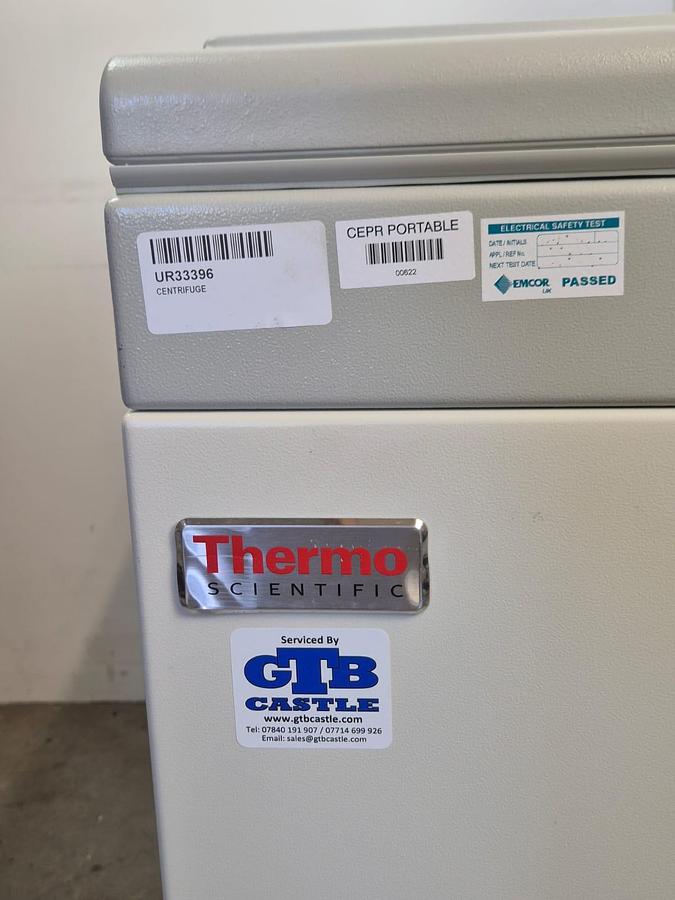 UR33396
CENTRIFUGE
CEPR PORTABLE
00622
ELECTRICAL SAFETY TEST
DATE / INITIALS
APPL / REF No.
NEXT TEST DATE
EMCOR
UK
PASSED
Thermo
SCIENTIFIC
Serviced By
GTB
CASTLE
www.gtbcastle.com
Tel: 07840 191 907 / 07714 699 926
Email: sales@gtbcastle.com